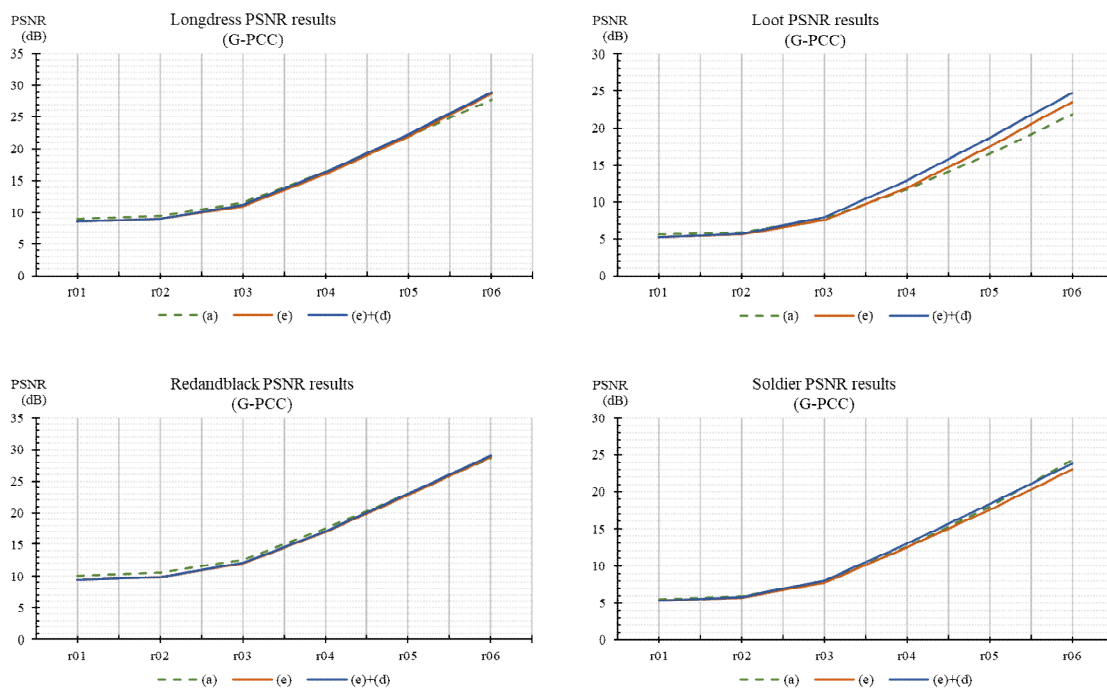 PSNR
(dB)
Longdress PSNR results
(G-PCC)
35
30
25
20
15
10
5
0
r01 r02 r03 r04 r05 r06
(a) (e) (e)+(d)
PSNR
(dB)
Loot PSNR results
(G-PCC)
30
25
20
15
10
5
0
r01 r02 r03 r04 r05 r06
(a) (e) (e)+(d)
PSNR
(dB)
Redandblack PSNR results
(G-PCC)
35
30
25
20
15
10
5
0
r01 r02 r03 r04 r05 r06
(a) (e) (e)+(d)
PSNR
(dB)
Soldier PSNR results
(G-PCC)
30
25
20
15
10
5
0
r01 r02 r03 r04 r05 r06
(a) (e) (e)+(d)